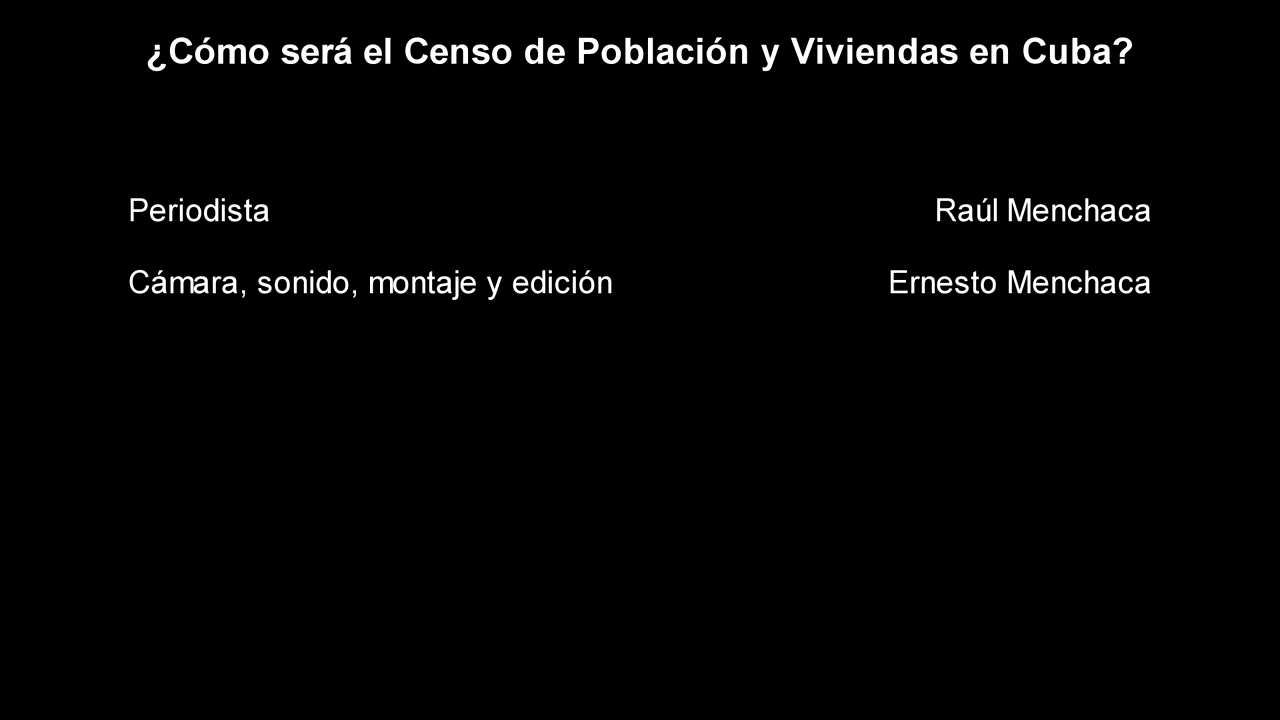 ¿Cómo será el Censo de Población y Viviendas en Cuba?
Periodista Raúl Menchaca
Cámara, sonido, montaje y edición Ernesto Menchaca